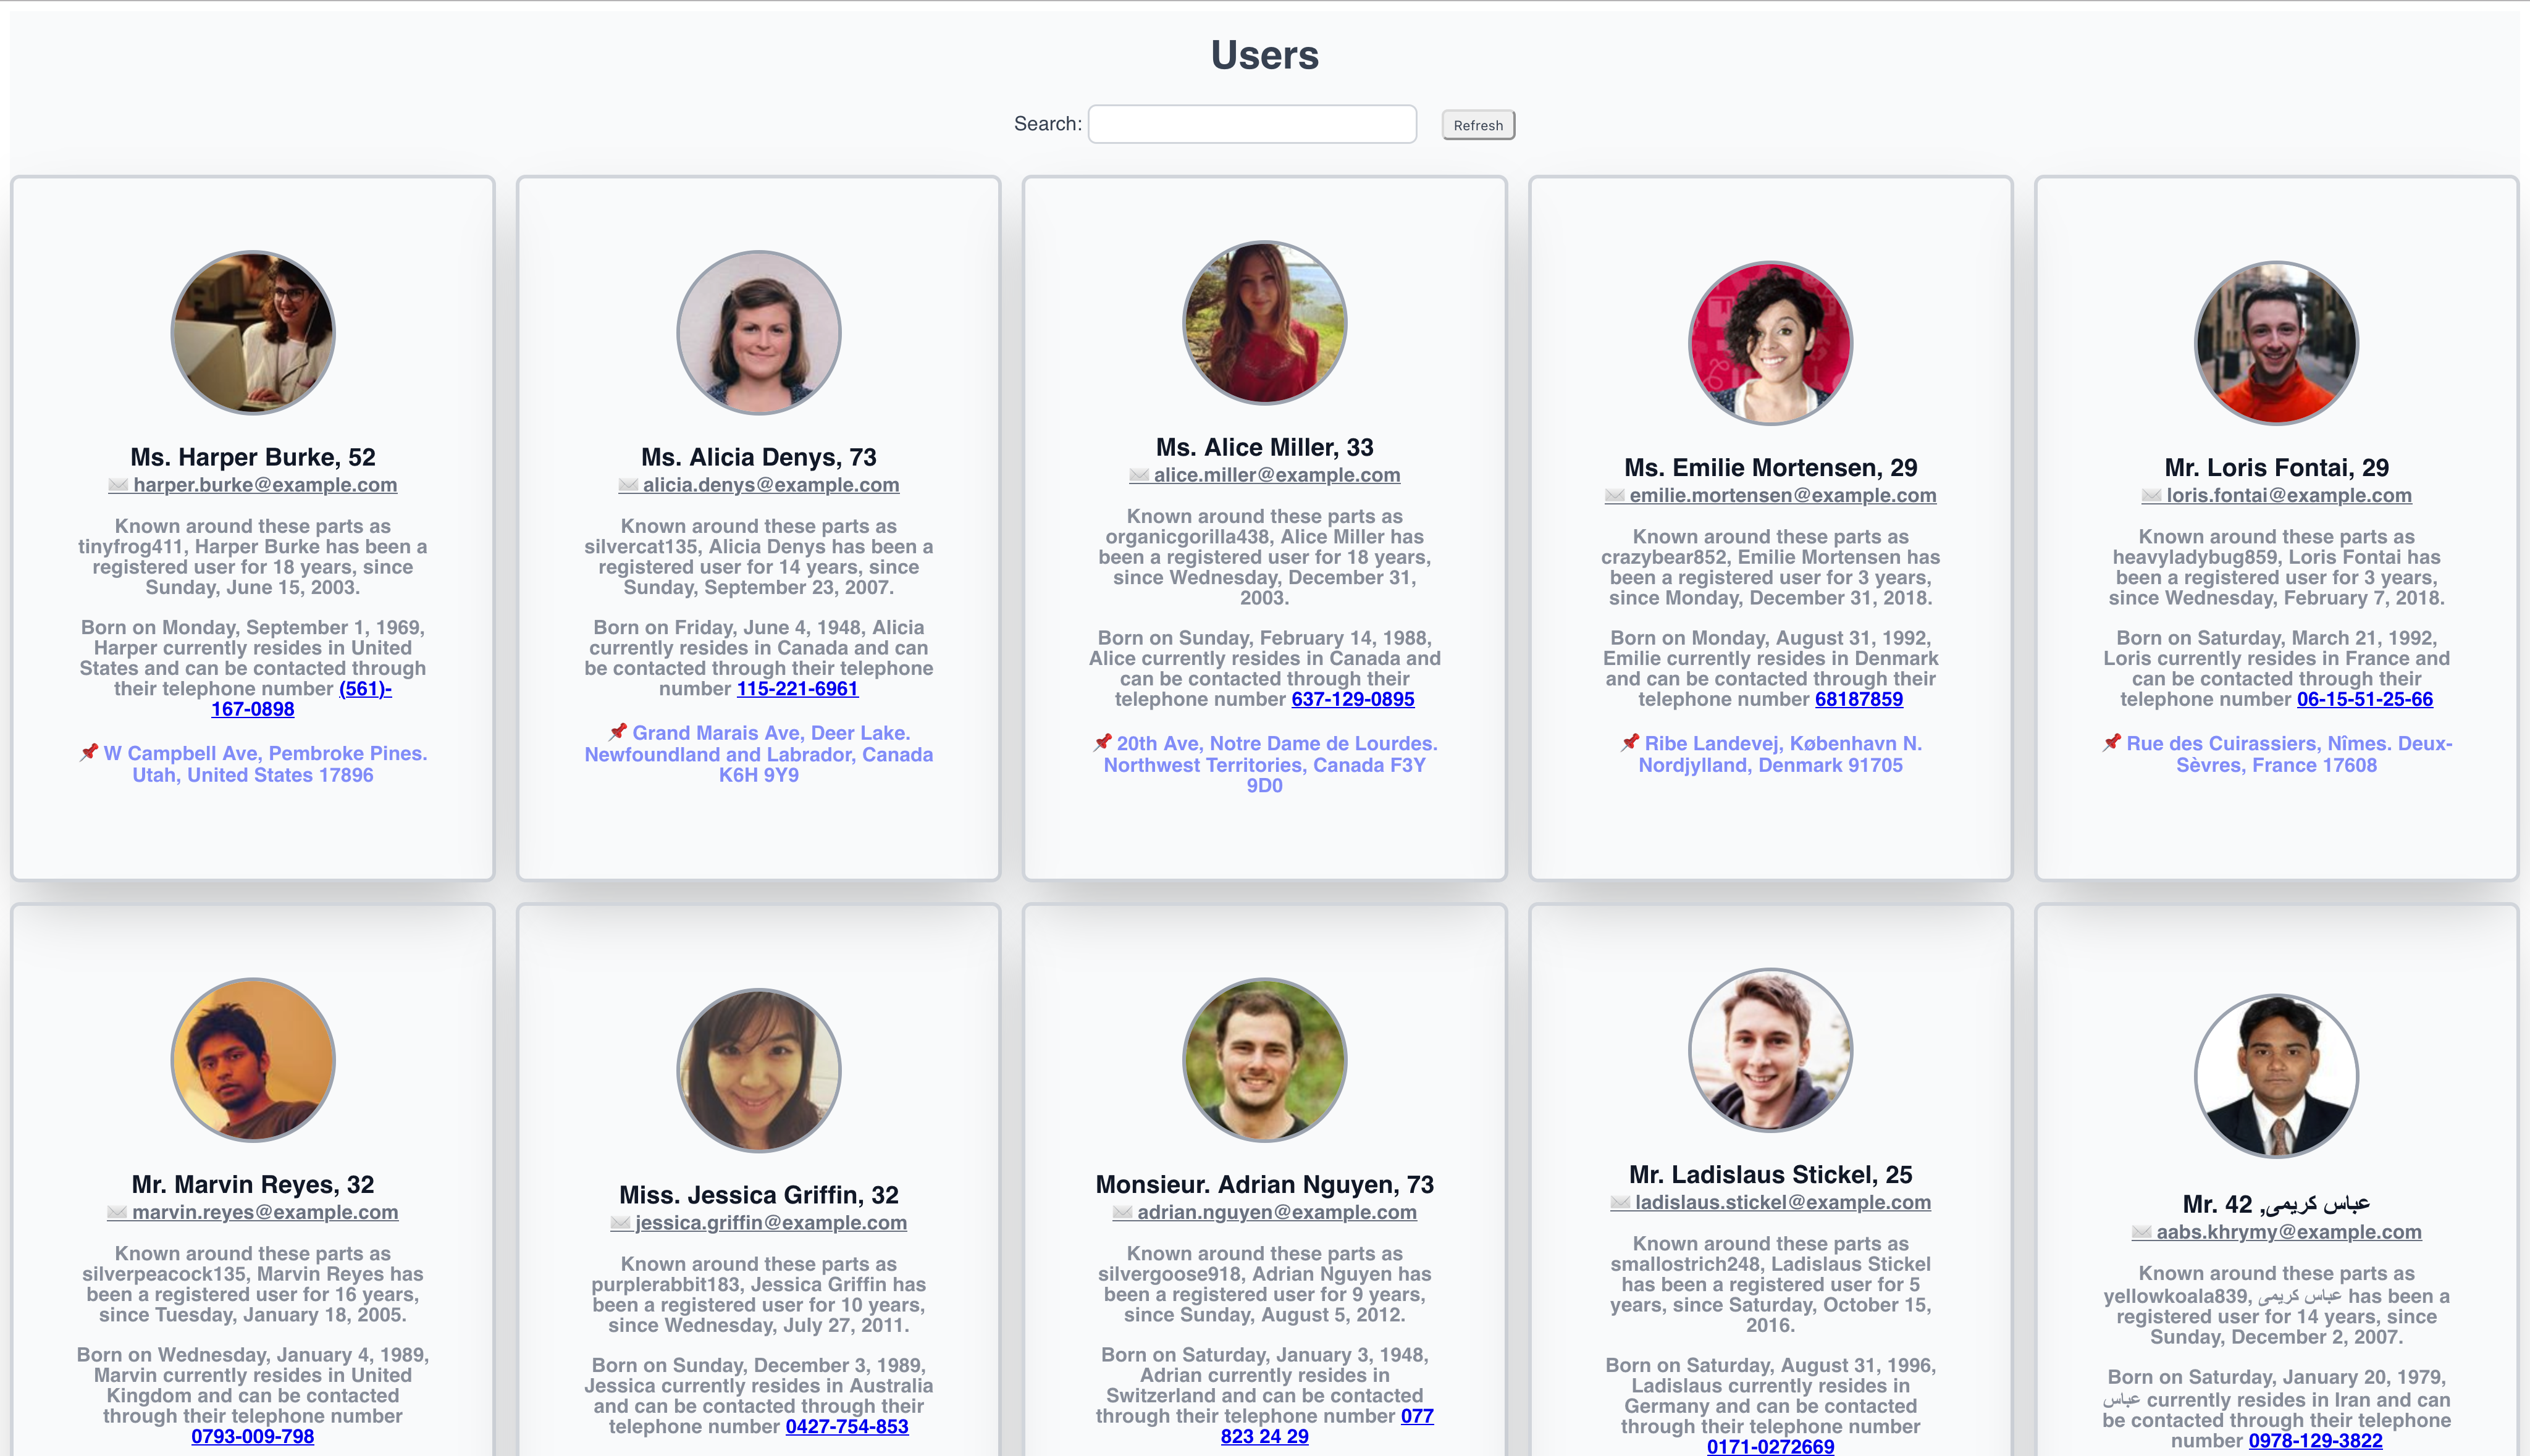 Users
Search:
Refresh
Ms. Harper Burke, 52
harper.burke@example.com
Known around these parts as
tinyfrog411, Harper Burke has been a
registered user for 18 years, since
Sunday, June 15, 2003.
Born on Monday, September 1, 1969,
Harper currently resides in United
States and can be contacted through
their telephone number (561)-
167-0898
W Campbell Ave, Pembroke Pines.
Utah, United States 17896
Ms. Alicia Denys, 73
alicia.denys@example.com
Known around these parts as
silvercat135, Alicia Denys has been a
registered user for 14 years, since
Sunday, September 23, 2007.
Born on Friday, June 4, 1948, Alicia
currently resides in Canada and can
be contacted through their telephone
number 115-221-6961
Grand Marais Ave, Deer Lake.
Newfoundland and Labrador, Canada
K6H 9Y9
Ms. Alice Miller, 33
alice.miller@example.com
Known around these parts as
organicgorilla438, Alice Miller has
been a registered user for 18 years,
since Wednesday, December 31,
2003.
Born on Sunday, February 14, 1988,
Alice currently resides in Canada and
can be contacted through their
telephone number 637-129-0895
20th Ave, Notre Dame de Lourdes.
Northwest Territories, Canada F3Y
9D0
Ms. Emilie Mortensen, 29
emilie.mortensen@example.com
Known around these parts as
crazybear852, Emilie Mortensen has
been a registered user for 3 years,
since Monday, December 31, 2018.
Born on Monday, August 31, 1992,
Emilie currently resides in Denmark
and can be contacted through their
telephone number 68187859
Ribe Landevej, København N.
Nordjylland, Denmark 91705
Mr. Loris Fontai, 29
loris.fontai@example.com
Known around these parts as
heavyladybug859, Loris Fontai has
been a registered user for 3 years,
since Wednesday, February 7, 2018.
Born on Saturday, March 21, 1992,
Loris currently resides in France and
can be contacted through their
telephone number 06-15-51-25-66
Rue des Cuirassiers, Nîmes. Deux-
Sèvres, France 17608
Mr. Marvin Reyes, 32
marvin.reyes@example.com
Known around these parts as
silverpeacock135, Marvin Reyes has
been a registered user for 16 years,
since Tuesday, January 18, 2005.
Born on Wednesday, January 4, 1989,
Marvin currently resides in United
Kingdom and can be contacted
through their telephone number
0793-009-798
Miss. Jessica Griffin, 32
jessica.griffin@example.com
Known around these parts as
purplerabbit183, Jessica Griffin has
been a registered user for 10 years,
since Wednesday, July 27, 2011.
Born on Sunday, December 3, 1989,
Jessica currently resides in Australia
and can be contacted through their
telephone number 0427-754-853
Monsieur. Adrian Nguyen, 73
adrian.nguyen@example.com
Known around these parts as
silvergoose918, Adrian Nguyen has
been a registered user for 9 years,
since Sunday, August 5, 2012.
Born on Saturday, January 3, 1948,
Adrian currently resides in
Switzerland and can be contacted
through their telephone number 077
823 24 29
Mr. Ladislaus Stickel, 25
ladislaus.stickel@example.com
Known around these parts as
smallostrich248, Ladislaus Stickel
has been a registered user for 5
years, since Saturday, October 15,
2016.
Born on Saturday, August 31, 1996,
Ladislaus currently resides in
Germany and can be contacted
through their telephone number
0171-0272669
Mr. عباس کریمی, 42
aabs.khrymy@example.com
Known around these parts as
yellowkoala839, عباس کریمی has been a
registered user for 14 years, since
Sunday, December 2, 2007.
Born on Saturday, January 20, 1979,
عباس currently resides in Iran and can
be contacted through their telephone
number 0978-129-3822